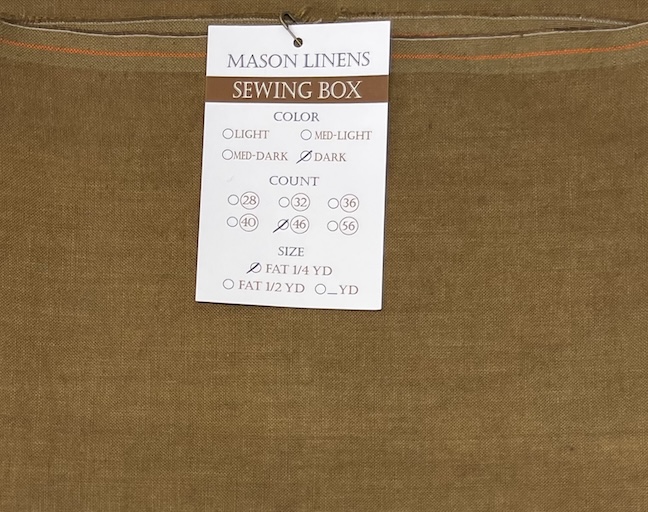 MASON LINENS
SEWING BOX
COLOR
LIGHT MED-LIGHT
MED-DARK DARK
COUNT
28 32 36
40 46 56
SIZE
FAT 1/4 YD
FAT 1/2 YD _YD